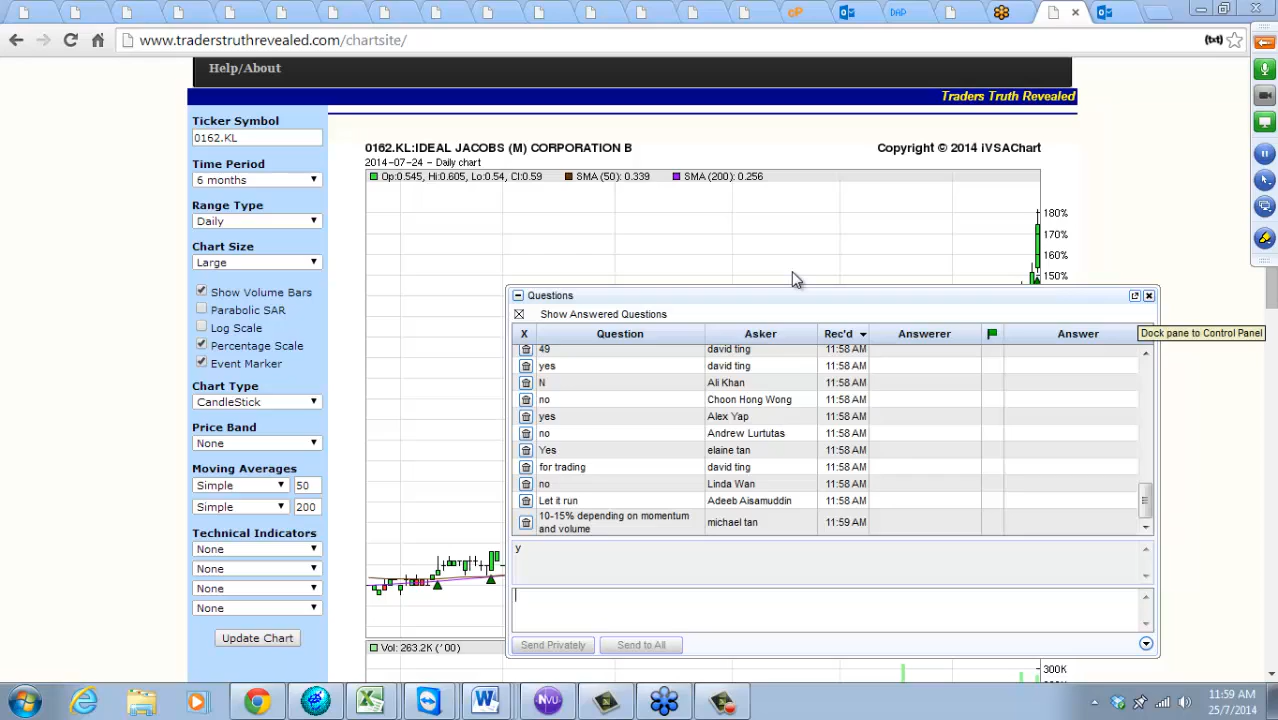 oP
DAP
www.traderstruthrevealed.com/chartsite/
(txt)
Help/About
Traders Truth Revealed
Ticker Symbol
0162.KL
Time Period
6 months
Range Type
Daily
Chart Size
Large
Show Volume Bars
Parabolic SAR
Log Scale
Percentage Scale
Event Marker
Chart Type
CandleStick
Price Band
None
Moving Averages
Simple 50
Simple 200
Technical Indicators
None
None
None
None
Update Chart
0162.KL:IDEAL JACOBS (M) CORPORATION B
Copyright © 2014 iVSAChart
2014-07-24 - Daily chart
Op:0.545, Hi:0.605, Lo:0.54, Cl:0.59 SMA (50): 0.339 SMA (200): 0.256
180%
170%
160%
150%
Questions
Show Answered Questions
Dock pane to Control Panel
X Question Asker Rec'd Answerer Answer
49 david ting 11:58 AM
yes david ting 11:58 AM
N Ali Khan 11:58 AM
no Choon Hong Wong 11:58 AM
yes Alex Yap 11:58 AM
no Andrew Lurtutas 11:58 AM
Yes elaine tan 11:58 AM
for trading david ting 11:58 AM
no Linda Wan 11:58 AM
Let it run Adeeb Aisamuddin 11:58 AM
10-15% depending on momentum
and volume michael tan 11:59 AM
y
Send Privately Send to All
Vol: 263.2K ('00)
300K
11:59 AM
25/7/2014